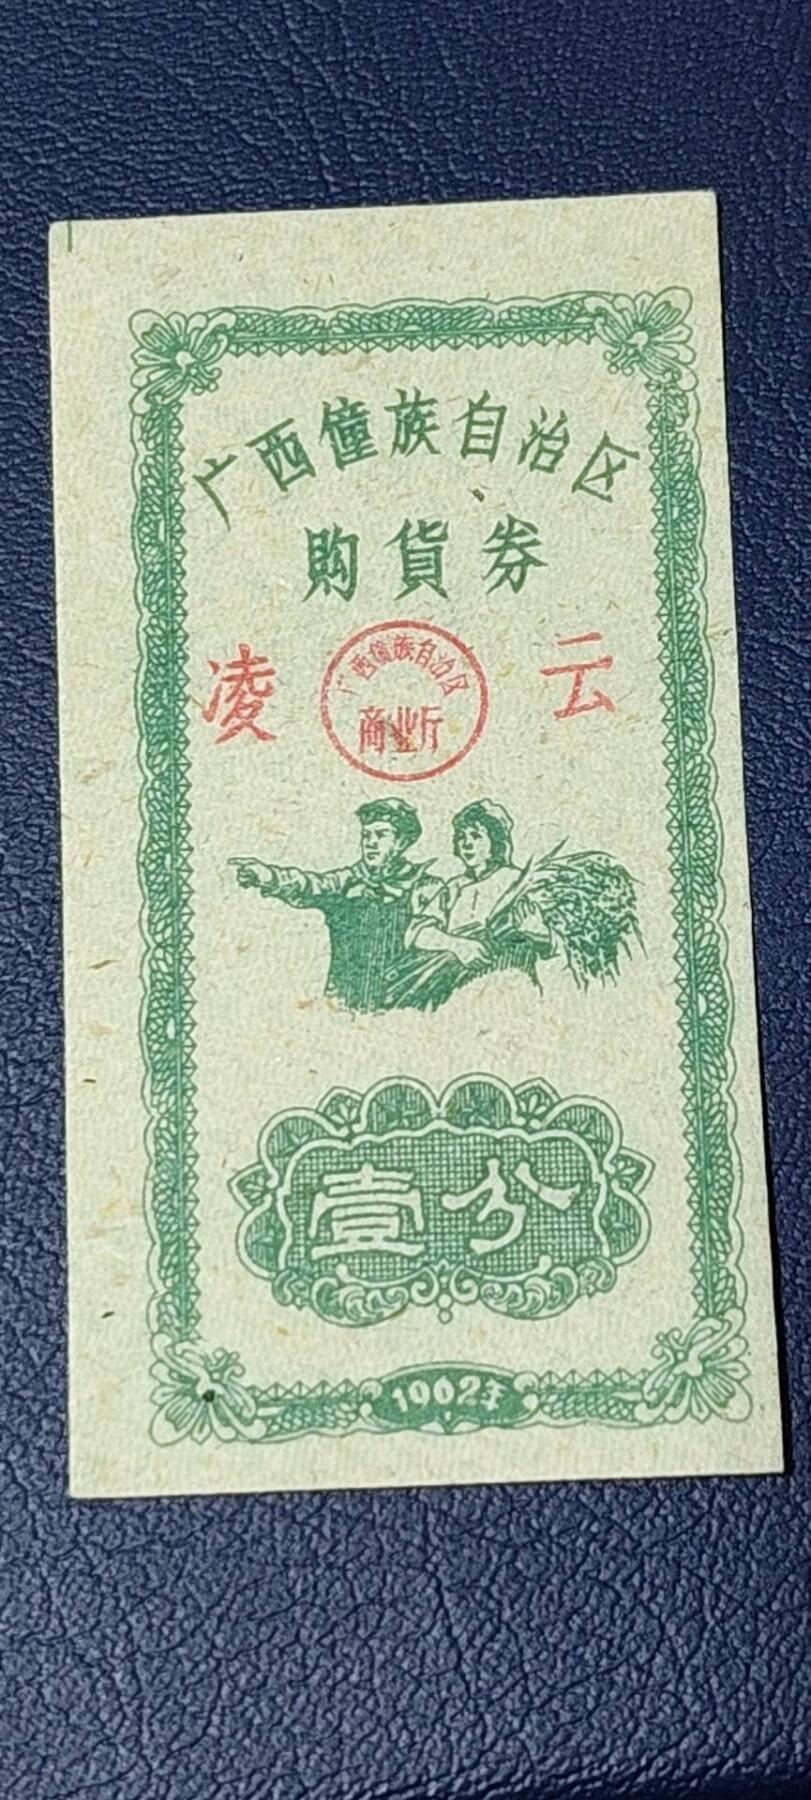 广西僮族自治区
购貨券
凌 云
广西僮族自治区
商业厅
壹分
1962年